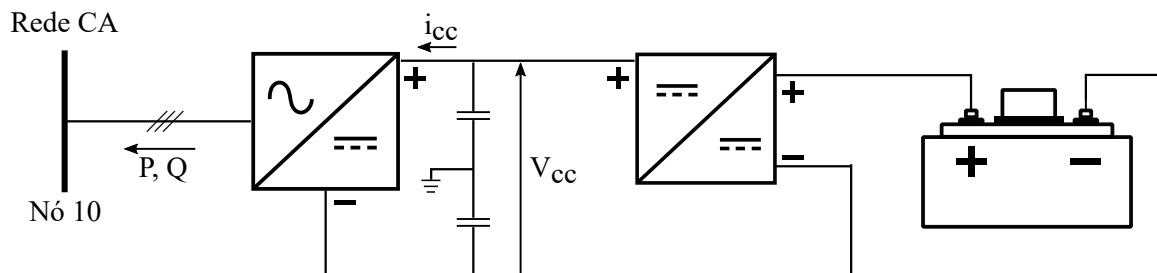 Rede CA
i_cc
+
+
+
P, Q
−
V_cc
−
+
−
Nó 10